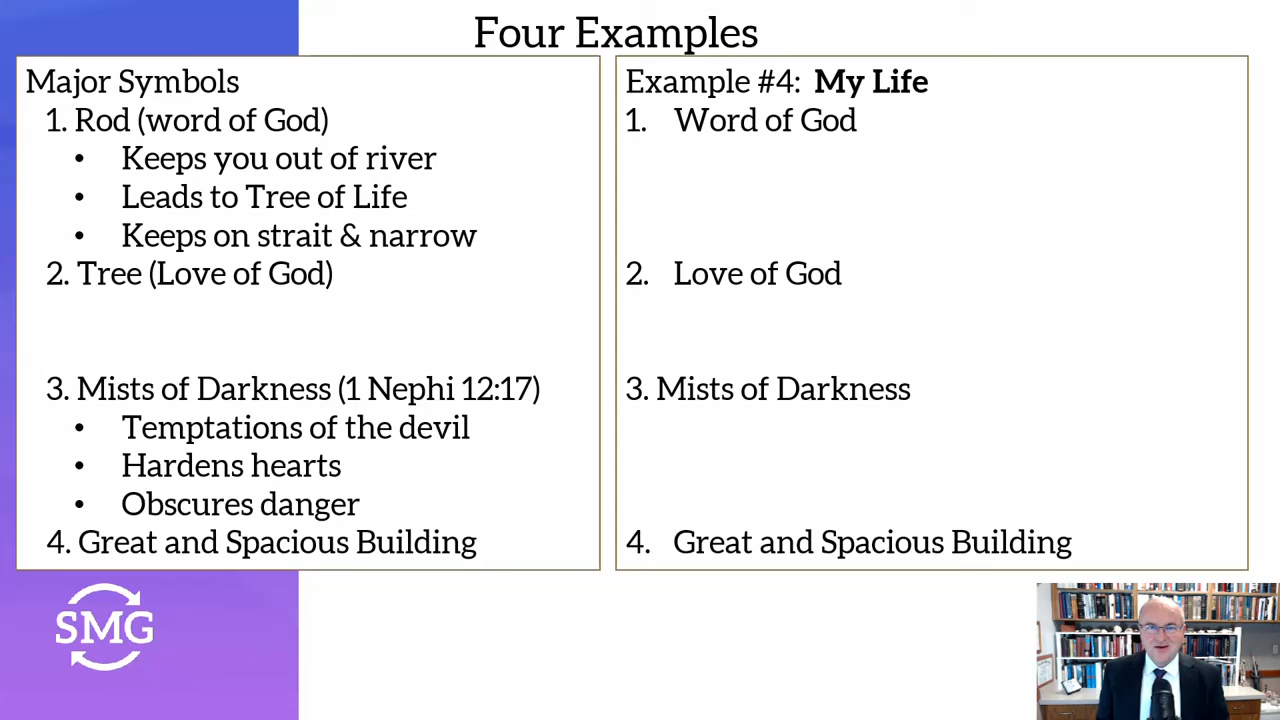 Four Examples
Major Symbols
1. Rod (word of God)
• Keeps you out of river
• Leads to Tree of Life
• Keeps on strait & narrow
2. Tree (Love of God)
3. Mists of Darkness (1 Nephi 12:17)
• Temptations of the devil
• Hardens hearts
• Obscures danger
4. Great and Spacious Building
Example #4: My Life
1. Word of God
2. Love of God
3. Mists of Darkness
4. Great and Spacious Building
SMG